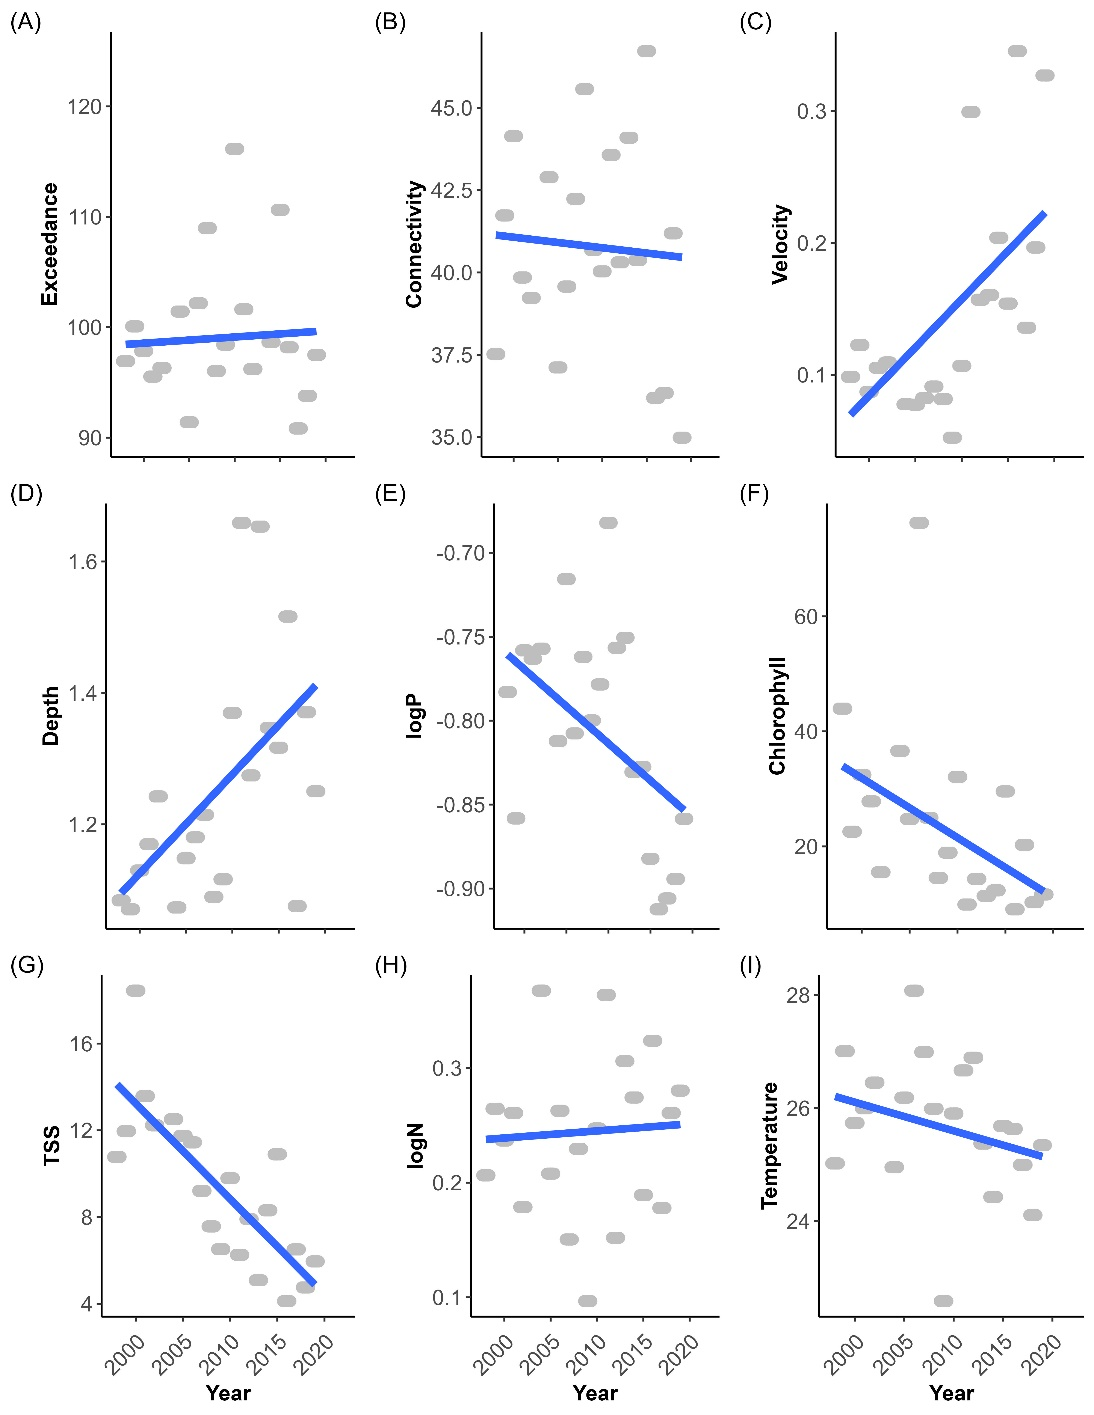 (A)
Exceedance
120
110
100
90
(B)
Connectivity
45.0
42.5
40.0
37.5
35.0
(C)
Velocity
0.3
0.2
0.1
(D)
Depth
1.6
1.4
1.2
(E)
logP
-0.70
-0.75
-0.80
-0.85
-0.90
(F)
Chlorophyll
60
40
20
(G)
TSS
16
12
8
4
2000 2005 2010 2015 2020
Year
(H)
logN
0.3
0.2
0.1
2000 2005 2010 2015 2020
Year
(I)
Temperature
28
26
24
2000 2005 2010 2015 2020
Year